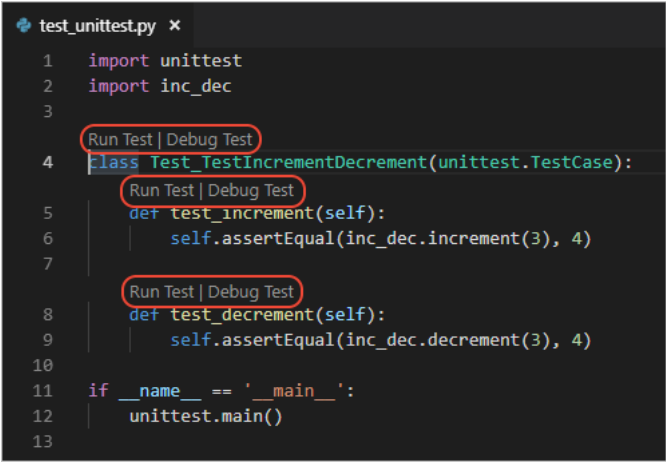 test_unittest.py ×
1 import unittest
2 import inc_dec
3
Run Test | Debug Test
4 class Test_TestIncrementDecrement(unittest.TestCase):
Run Test | Debug Test
5 def test_increment(self):
6 self.assertEqual(inc_dec.increment(3), 4)
7
Run Test | Debug Test
8 def test_decrement(self):
9 self.assertEqual(inc_dec.decrement(3), 4)
10
11 if __name__ == '__main__':
12 unittest.main()
13